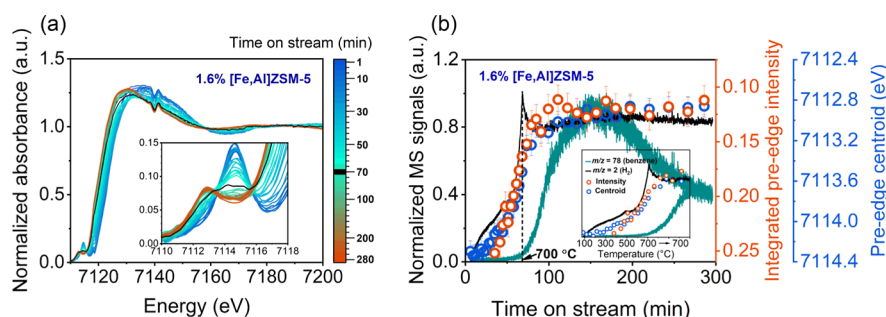 (a)
Time on stream (min)
1.6% [Fe,Al]ZSM-5
Normalized absorbance (a.u.)
1.5
1.0
0.5
0.0
0.15
0.10
0.05
0.00
7110 7112 7114 7116 7118
7120 7140 7160 7180 7200
Energy (eV)
1
10
30
50
70
90
120
160
200
280
(b)
1.6% [Fe,Al]ZSM-5
Normalized MS signals (a.u.)
1.2
0.8
0.4
0.0
m/z = 78 (benzene)
m/z = 2 (H2)
Intensity
Centroid
100 300 500 700 → 700
Temperature (°C)
700 °C
0 100 200 300
Time on stream (min)
0.10
0.15
0.20
0.25
Integrated pre-edge intensity
7112.4
7112.8
7113.2
7113.6
7114.0
7114.4
Pre-edge centroid (eV)